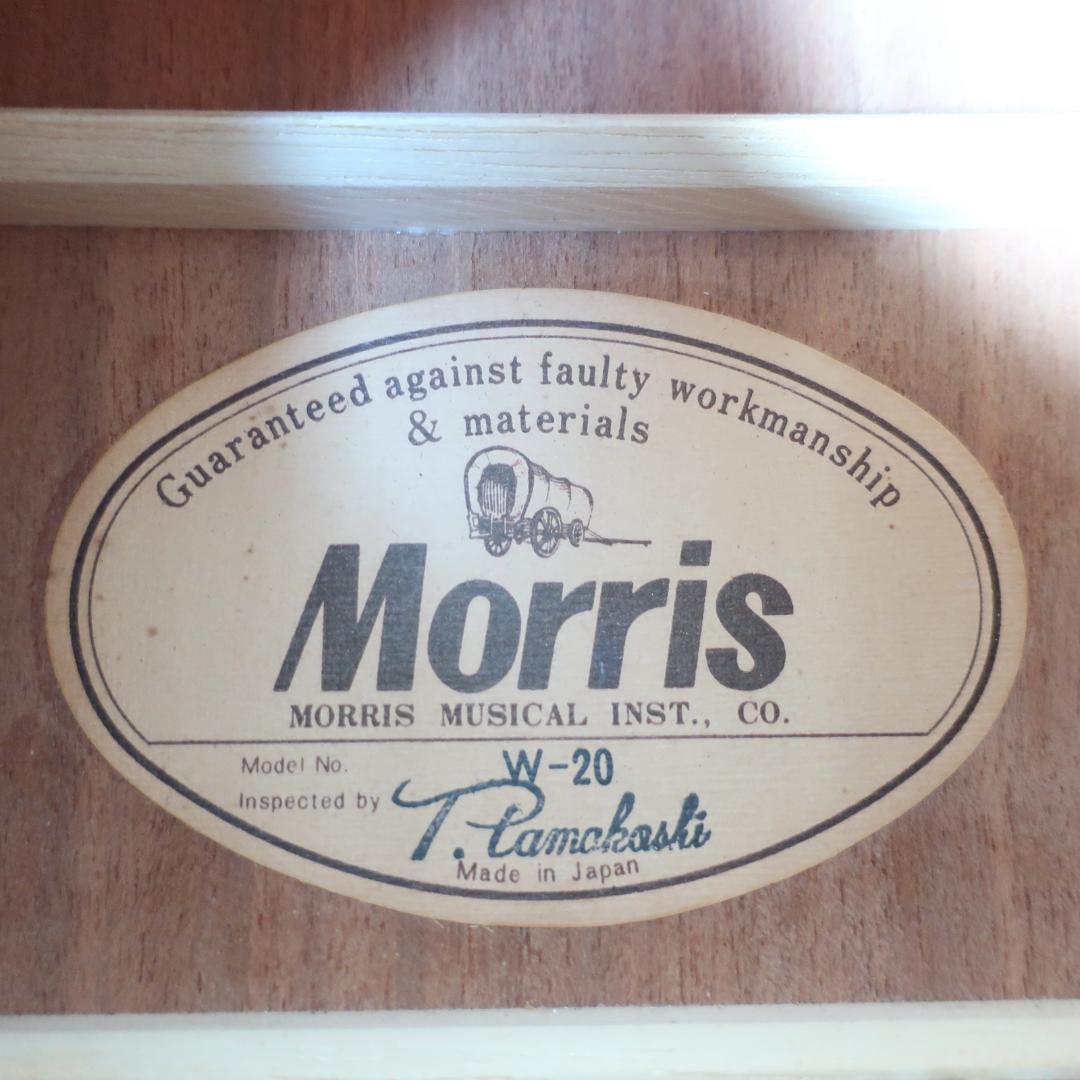 Guaranteed against faulty workmanship
& materials
Morris
MORRIS MUSICAL INST., CO.
Model No. W-20
Inspected by T.
Made in Japan